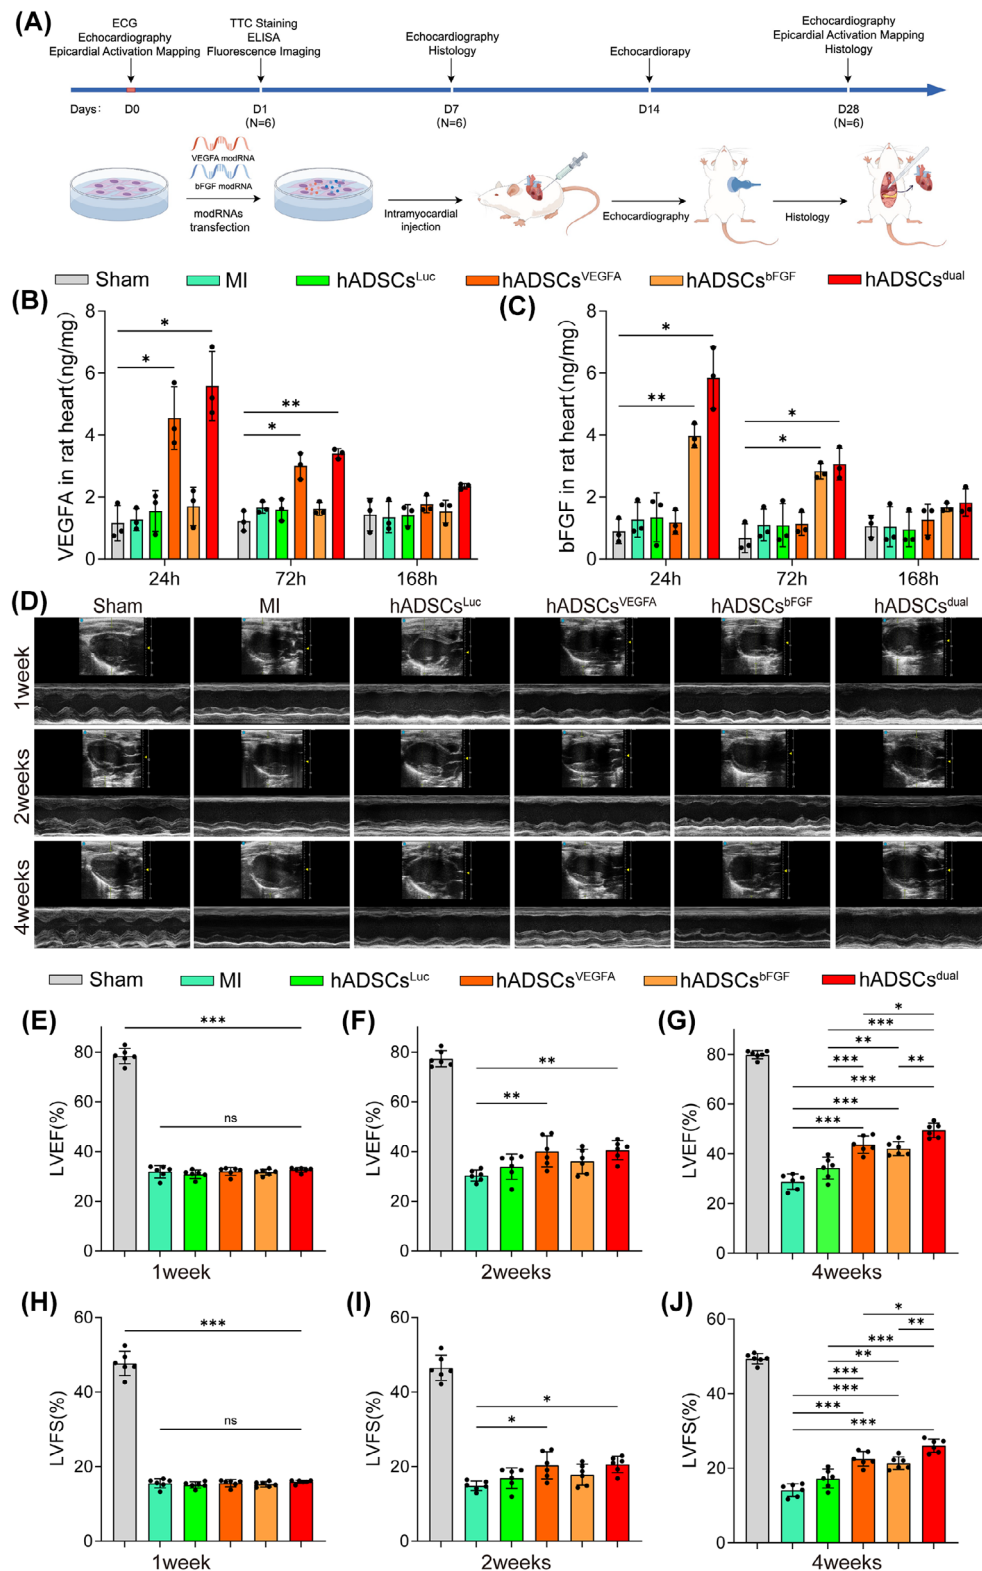 (A)
ECG
Echocardiography
Epicardial Activation Mapping
TTC Staining
ELISA
Fluorescence Imaging
Echocardiography
Histology
Echocardiorapy
Echocardiography
Epicardial Activation Mapping
Histology
Days: D0 D1 D7 D14 D28
(N=6) (N=6) (N=6)
VEGFA modRNA
bFGF modRNA
modRNAs
transfection
Intramyocardial
injection
Echocardiography
Histology
Sham MI hADSCsLuc hADSCsVEGFA hADSCsbFGF hADSCsdual
(B)
VEGFA in rat heart(ng/mg)
8
6
4
2
0
* * ** *
24h 72h 168h
(C)
bFGF in rat heart(ng/mg)
8
6
4
2
0
* ** * *
24h 72h 168h
(D)
Sham MI hADSCsLuc hADSCsVEGFA hADSCsbFGF hADSCsdual
1week
2weeks
4weeks
Sham MI hADSCsLuc hADSCsVEGFA hADSCsbFGF hADSCsdual
(E)
LVEF(%)
80
60
40
20
0
***
ns
1week
(F)
LVEF(%)
80
60
40
20
0
**
**
2weeks
(G)
LVEF(%)
80
60
40
20
0
*
***
**
*** **
***
***
***
4weeks
(H)
LVFS(%)
60
40
20
0
***
ns
1week
(I)
LVFS(%)
60
40
20
0
*
*
2weeks
(J)
LVFS(%)
60
40
20
0
*
**
***
**
***
***
***
***
4weeks